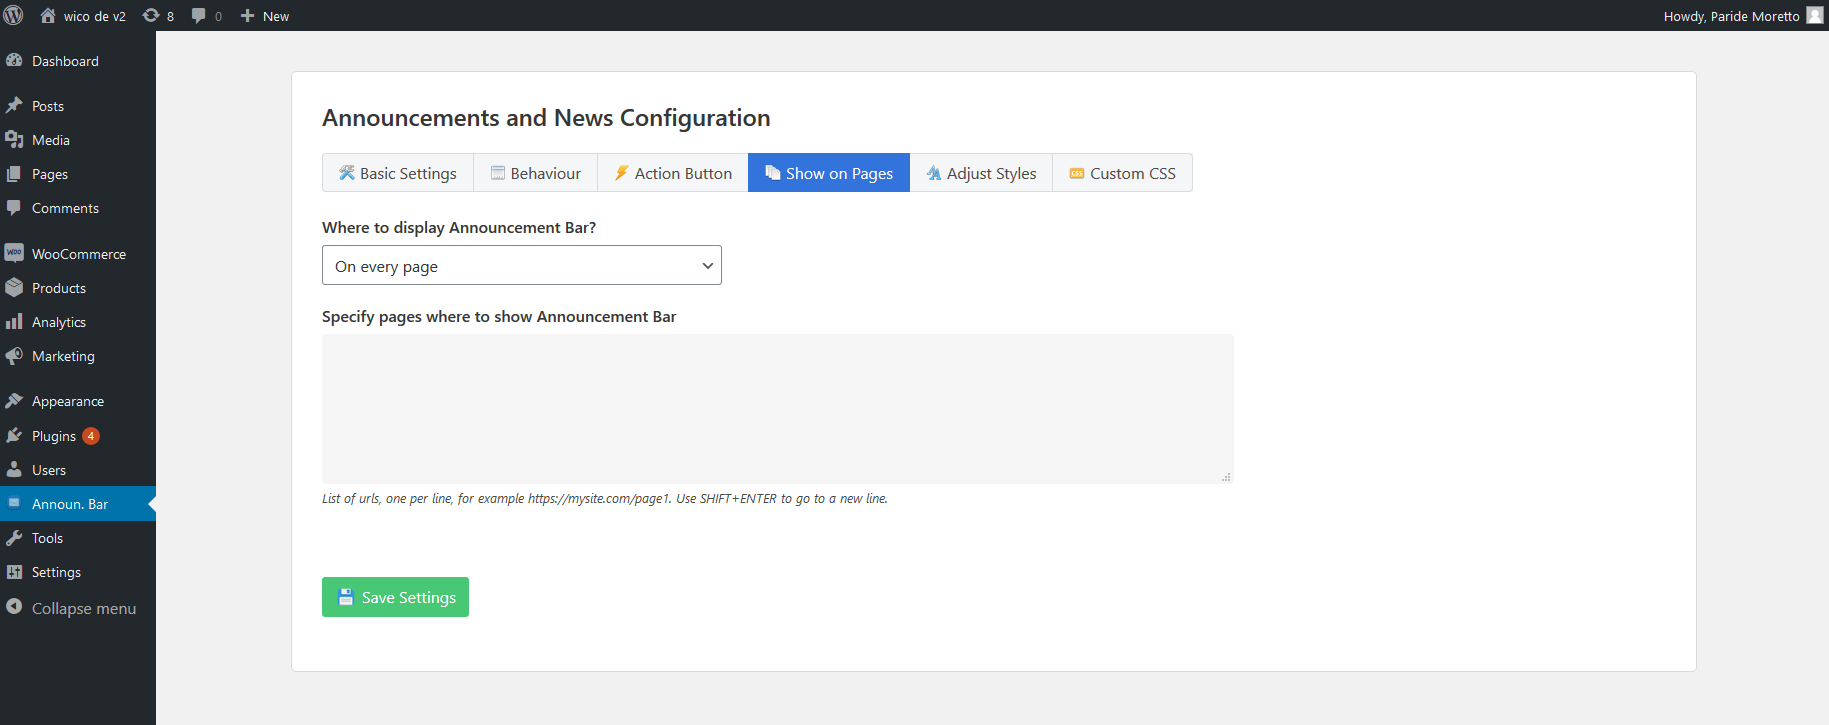 wico de v2 8 0 New Howdy, Paride Moretto
Dashboard
Posts
Media
Pages
Comments
WooCommerce
Products
Analytics
Marketing
Appearance
Plugins 4
Users
Announ. Bar
Tools
Settings
Collapse menu
Announcements and News Configuration
Basic Settings Behaviour Action Button Show on Pages Adjust Styles CSS Custom CSS
Where to display Announcement Bar?
On every page
Specify pages where to show Announcement Bar
List of urls, one per line, for example https://mysite.com/page1. Use SHIFT+ENTER to go to a new line.
Save Settings